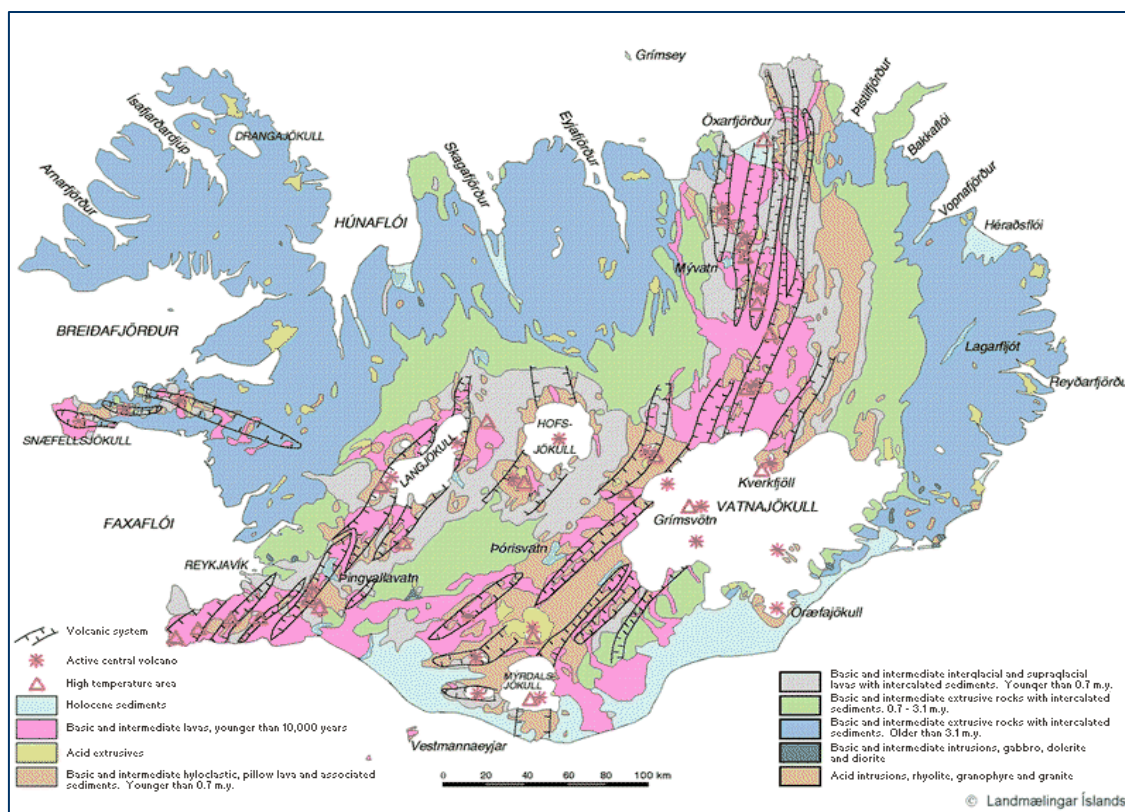 Grímsey
Ísafjarðardjúp
DRANGAJÖKULL
Arnarfjörður
HÚNAFLÓI
Skagafjörður
Eyjafjörður
Öxarfjörður
Þistilfjörður
Bakkaflói
Vopnafjörður
Héraðsflói
BREIÐAFJÖRÐUR
Mývatn
Lagarfljót
Reyðarfjörðu
SNÆFELLSJÖKULL
LANGJÖKULL
HOFS-
JÖKULL
Kverkfjöll
VATNAJÖKULL
Grímsvötn
FAXAFLÓI
REYKJAVÍK
Þingvallavatn
Þórisvatn
Öræfajökull
MÝRDALS-
JÖKULL
Vestmannaeyjar
Volcanic system
Active central volcano
High temperature area
Holocene sediments
Basic and intermediate lavas, younger than 10,000 years
Acid extrusives
Basic and intermediate hyloclastic, pillow lava and associated
sediments. Younger than 0.7 m.y.
0 20 40 60 80 100 km
Basic and intermediate interglacial and supraglacial
lavas with intercalated sediments. Younger than 0.7 m.y.
Basic and intermediate extrusive rocks with intercalated
sediments. 0.7 - 3.1 m.y.
Basic and intermediate extrusive rocks with intercalated
sediments. Older than 3.1 m.y.
Basic and intermediate intrusions, gabbro, dolerite
and diorite
Acid intrusions, rhyolite, granophyre and granite
© Landmælingar Íslands